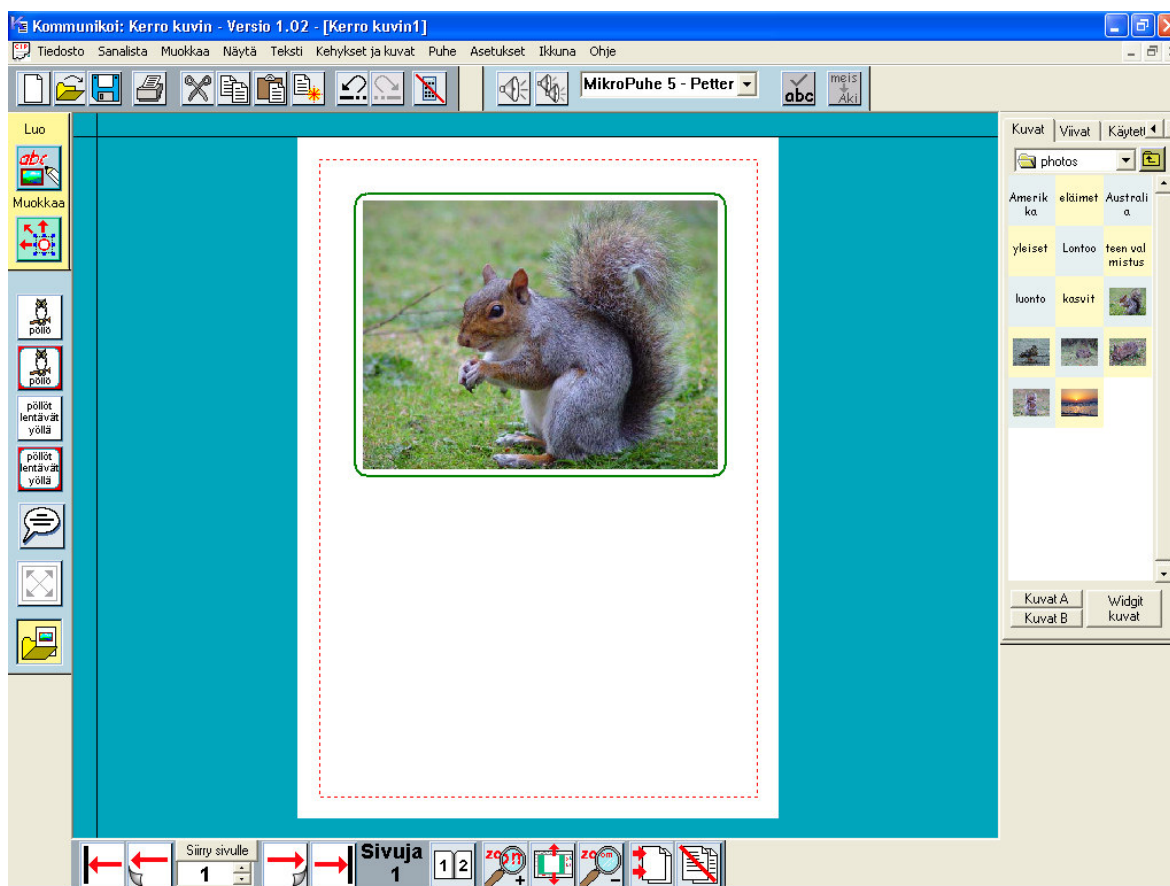 Kommunikoi: Kerro kuvin - Versio 1.02 - [Kerro kuvin1]
Tiedosto Sanalista Muokkaa Näytä Teksti Kehykset ja kuvat Puhe Asetukset Ikkuna Ohje
MikroPuhe 5 - Petter
abc
meis
Äki
Luo
abc
Muokkaa
pöllö
pöllö
pöllöt
lentävät
yöllä
pöllöt
lentävät
yöllä
Kuvat Viivat Käytetl
photos
Amerik
ka
eläimet
Australi
a
yleiset
Lontoo
teen val
mistus
luonto
kasvit
Kuvat A
Kuvat B
Widgit
kuvat
Siirry sivulle
1
Sivuja
1
1 2
zoom
+
zoom
-